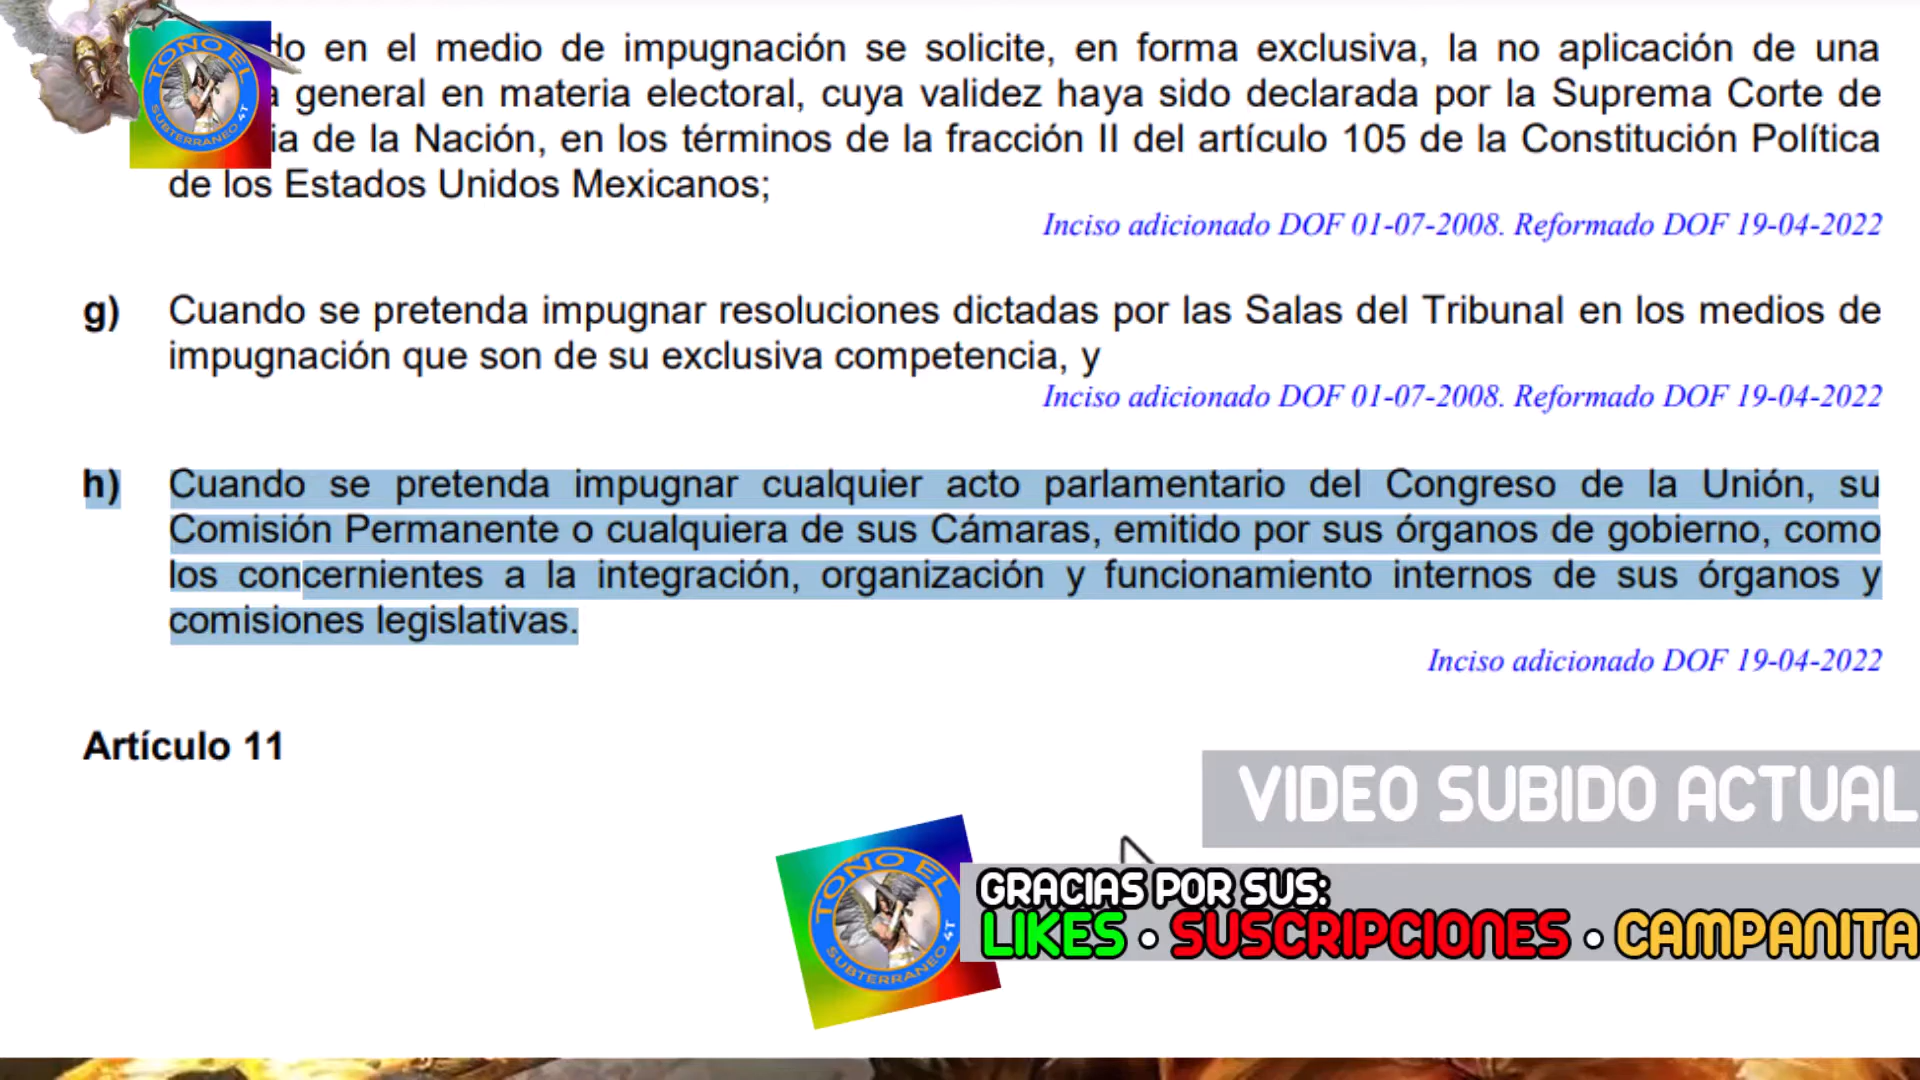 do en el medio de impugnación se solicite, en forma exclusiva, la no aplicación de una
general en materia electoral, cuya validez haya sido declarada por la Suprema Corte de
ia de la Nación, en los términos de la fracción II del artículo 105 de la Constitución Política
de los Estados Unidos Mexicanos;
TONO EL
SUBTERRANEO 4T
Inciso adicionado DOF 01-07-2008. Reformado DOF 19-04-2022
g) Cuando se pretenda impugnar resoluciones dictadas por las Salas del Tribunal en los medios de
impugnación que son de su exclusiva competencia, y
Inciso adicionado DOF 01-07-2008. Reformado DOF 19-04-2022
h) Cuando se pretenda impugnar cualquier acto parlamentario del Congreso de la Unión, su
Comisión Permanente o cualquiera de sus Cámaras, emitido por sus órganos de gobierno, como
los concernientes a la integración, organización y funcionamiento internos de sus órganos y
comisiones legislativas.
Inciso adicionado DOF 19-04-2022
Artículo 11
VIDEO SUBIDO ACTUAL
GRACIAS POR SUS:
LIKES • SUSCRIPCIONES • CAMPANITA
TONO EL
SUBTERRANEO 4T